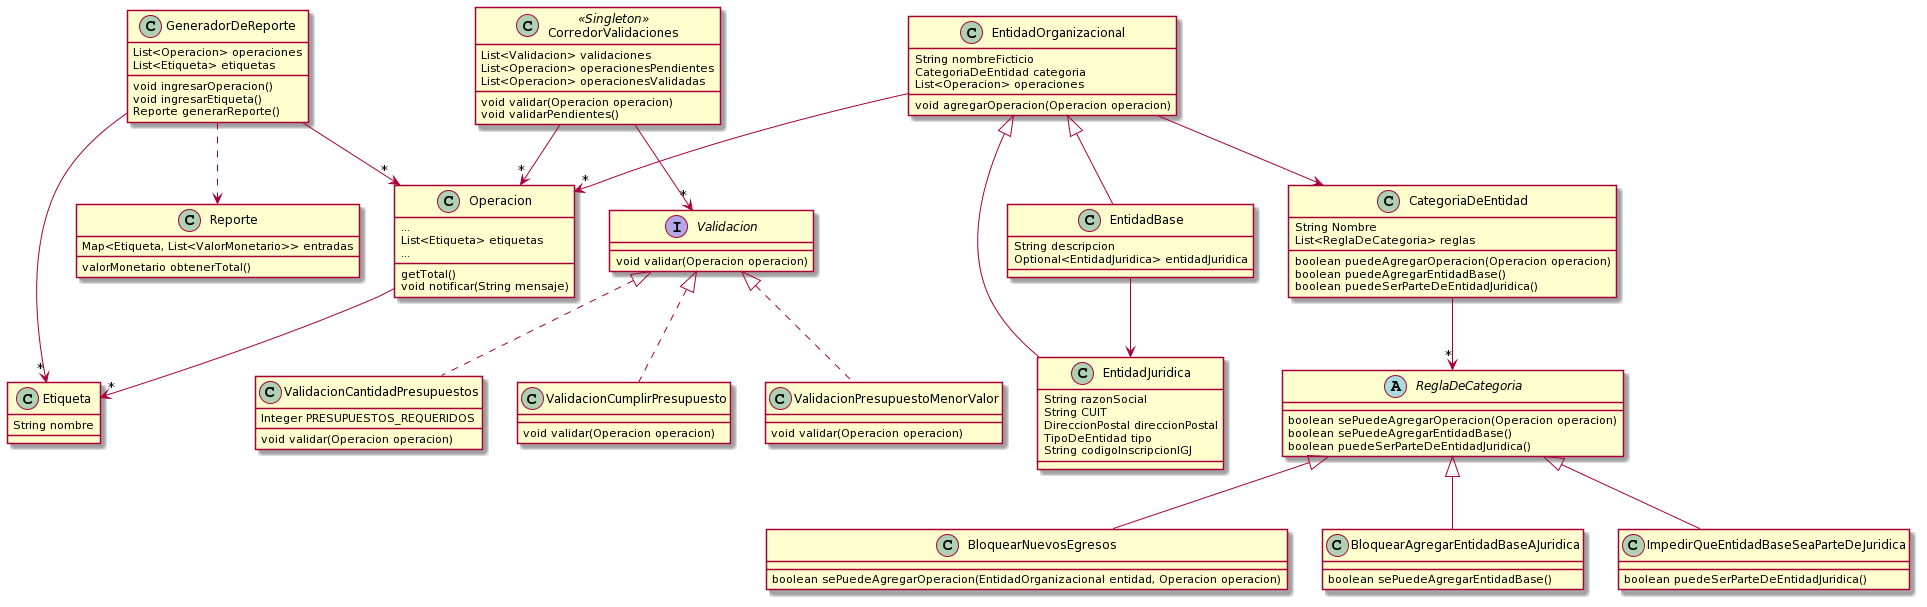 C GeneradorDeReporte
List<Operacion> operaciones
List<Etiqueta> etiquetas
void ingresarOperacion()
void ingresarEtiqueta()
Reporte generarReporte()
«Singleton»
C CorredorValidaciones
List<Validacion> validaciones
List<Operacion> operacionesPendientes
List<Operacion> operacionesValidadas
void validar(Operacion operacion)
void validarPendientes()
C EntidadOrganizacional
String nombreFicticio
CategoriaDeEntidad categoria
List<Operacion> operaciones
void agregarOperacion(Operacion operacion)
*
*
*
*
C Reporte
Map<Etiqueta, List<ValorMonetario>> entradas
valorMonetario obtenerTotal()
C Operacion
...
List<Etiqueta> etiquetas
...
getTotal()
void notificar(String mensaje)
I Validacion
void validar(Operacion operacion)
C EntidadBase
String descripcion
Optional<EntidadJuridica> entidadJuridica
C CategoriaDeEntidad
String Nombre
List<ReglaDeCategoria> reglas
boolean puedeAgregarOperacion(Operacion operacion)
boolean puedeAgregarEntidadBase()
boolean puedeSerParteDeEntidadJuridica()
*
*
*
C Etiqueta
String nombre
C ValidacionCantidadPresupuestos
Integer PRESUPUESTOS_REQUERIDOS
void validar(Operacion operacion)
C ValidacionCumplirPresupuesto
void validar(Operacion operacion)
C ValidacionPresupuestoMenorValor
void validar(Operacion operacion)
C EntidadJuridica
String razonSocial
String CUIT
DireccionPostal direccionPostal
TipoDeEntidad tipo
String codigoInscripcionIGJ
A ReglaDeCategoria
boolean sePuedeAgregarOperacion(Operacion operacion)
boolean sePuedeAgregarEntidadBase()
boolean puedeSerParteDeEntidadJuridica()
C BloquearNuevosEgresos
boolean sePuedeAgregarOperacion(EntidadOrganizacional entidad, Operacion operacion)
C BloquearAgregarEntidadBaseAJuridica
boolean sePuedeAgregarEntidadBase()
C ImpedirQueEntidadBaseSeaParteDeJuridica
boolean puedeSerParteDeEntidadJuridica()